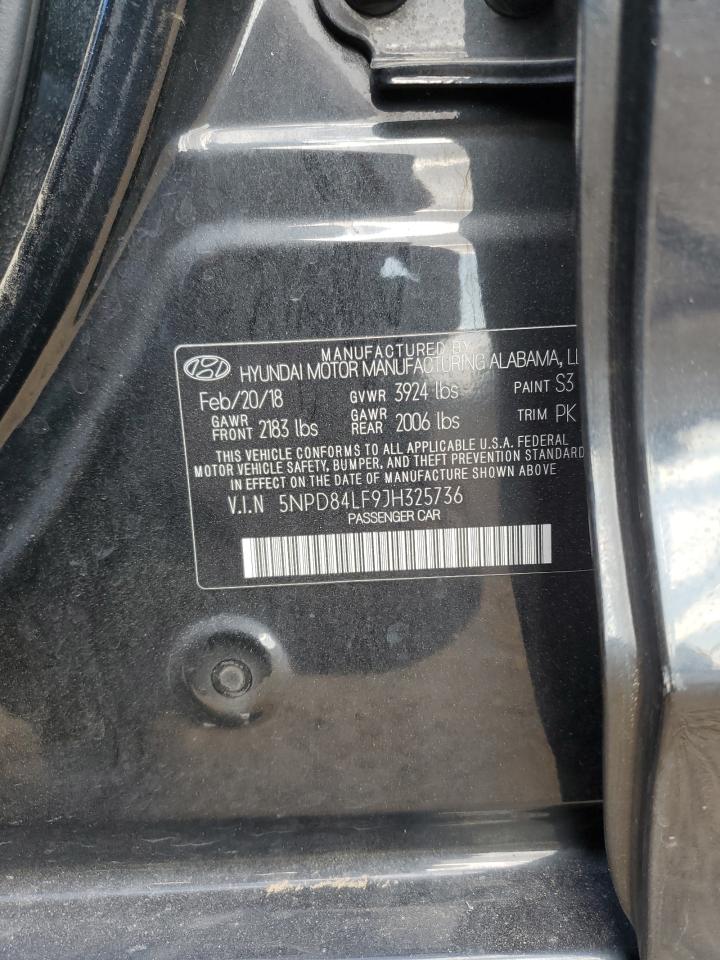 MANUFACTURED BY
HYUNDAI MOTOR MANUFACTURING ALABAMA,
Feb/20/18 GVWR 3924 lbs PAINT S3
GAWR FRONT 2183 lbs GAWR REAR 2006 lbs TRIM PK
THIS VEHICLE CONFORMS TO ALL APPLICABLE U.S.A. FEDERAL
MOTOR VEHICLE SAFETY, BUMPER, AND THEFT PREVENTION STANDARD
IN EFFECT ON THE DATE OF MANUFACTURE SHOWN ABOVE
V.I.N 5NPD84LF9JH325736
PASSENGER CAR